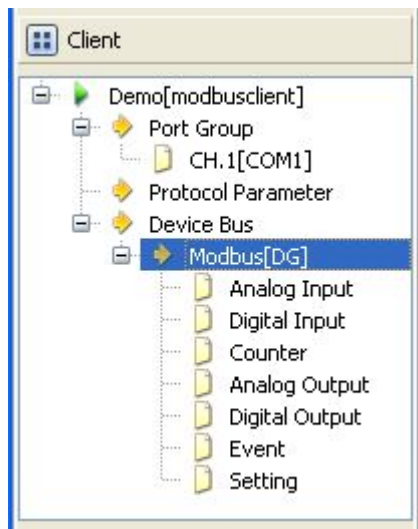 Client
Demo[modbusclient]
Port Group
CH.1[COM1]
Protocol Parameter
Device Bus
Modbus[DG]
Analog Input
Digital Input
Counter
Analog Output
Digital Output
Event
Setting